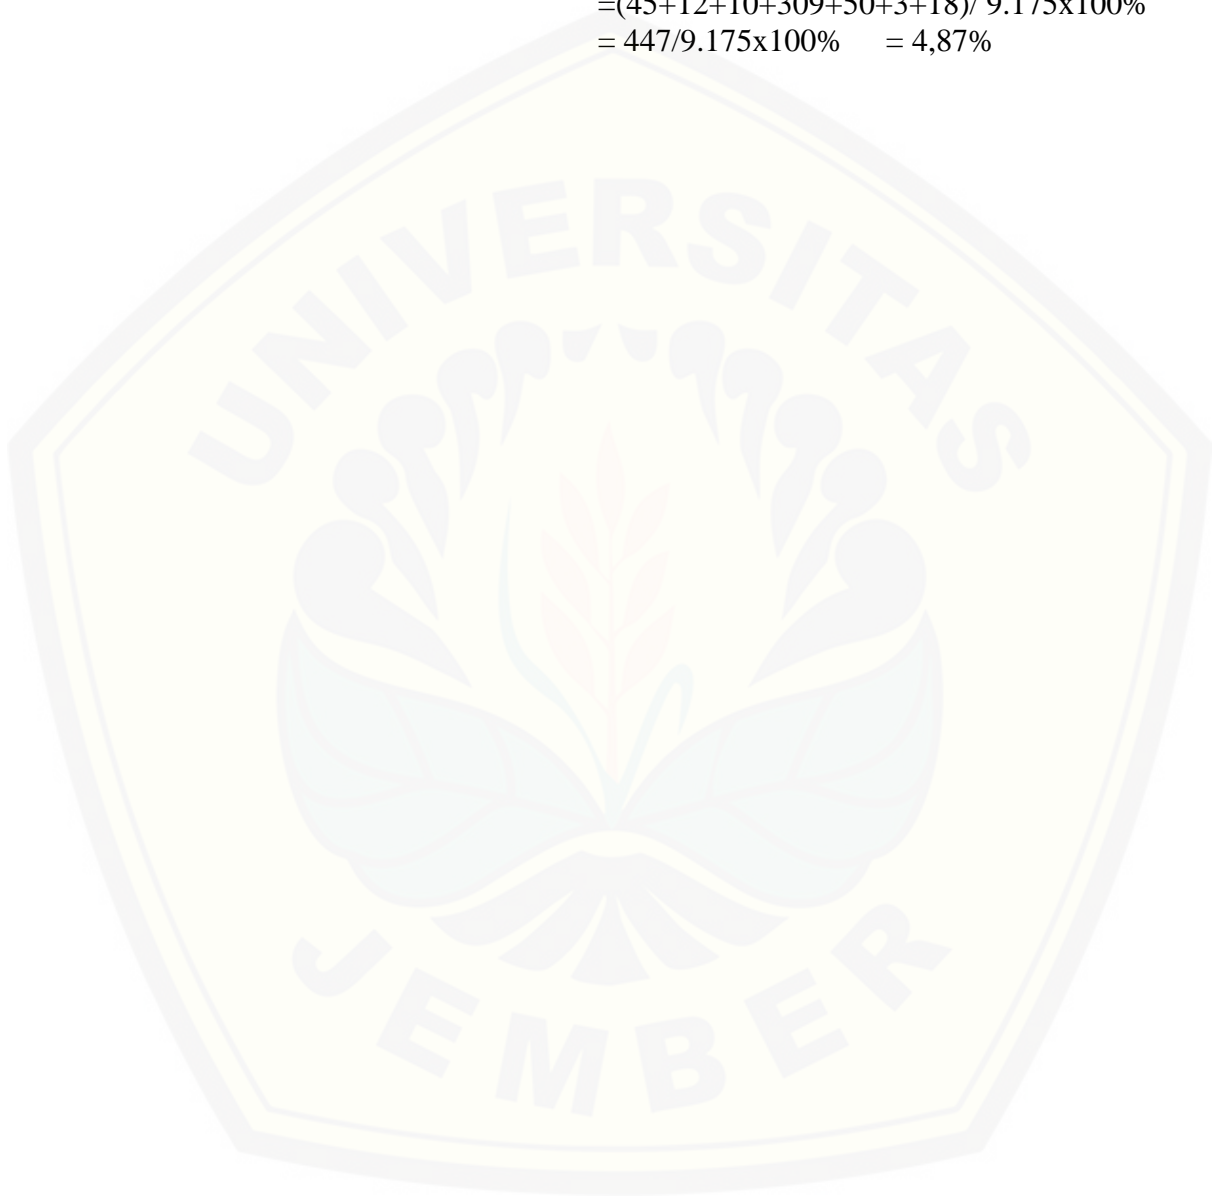 =(45+12+10+309+50+3+18)/ 9.175x100%
= 447/9.175x100% = 4,87%
UNIVERSITAS
JEMBER